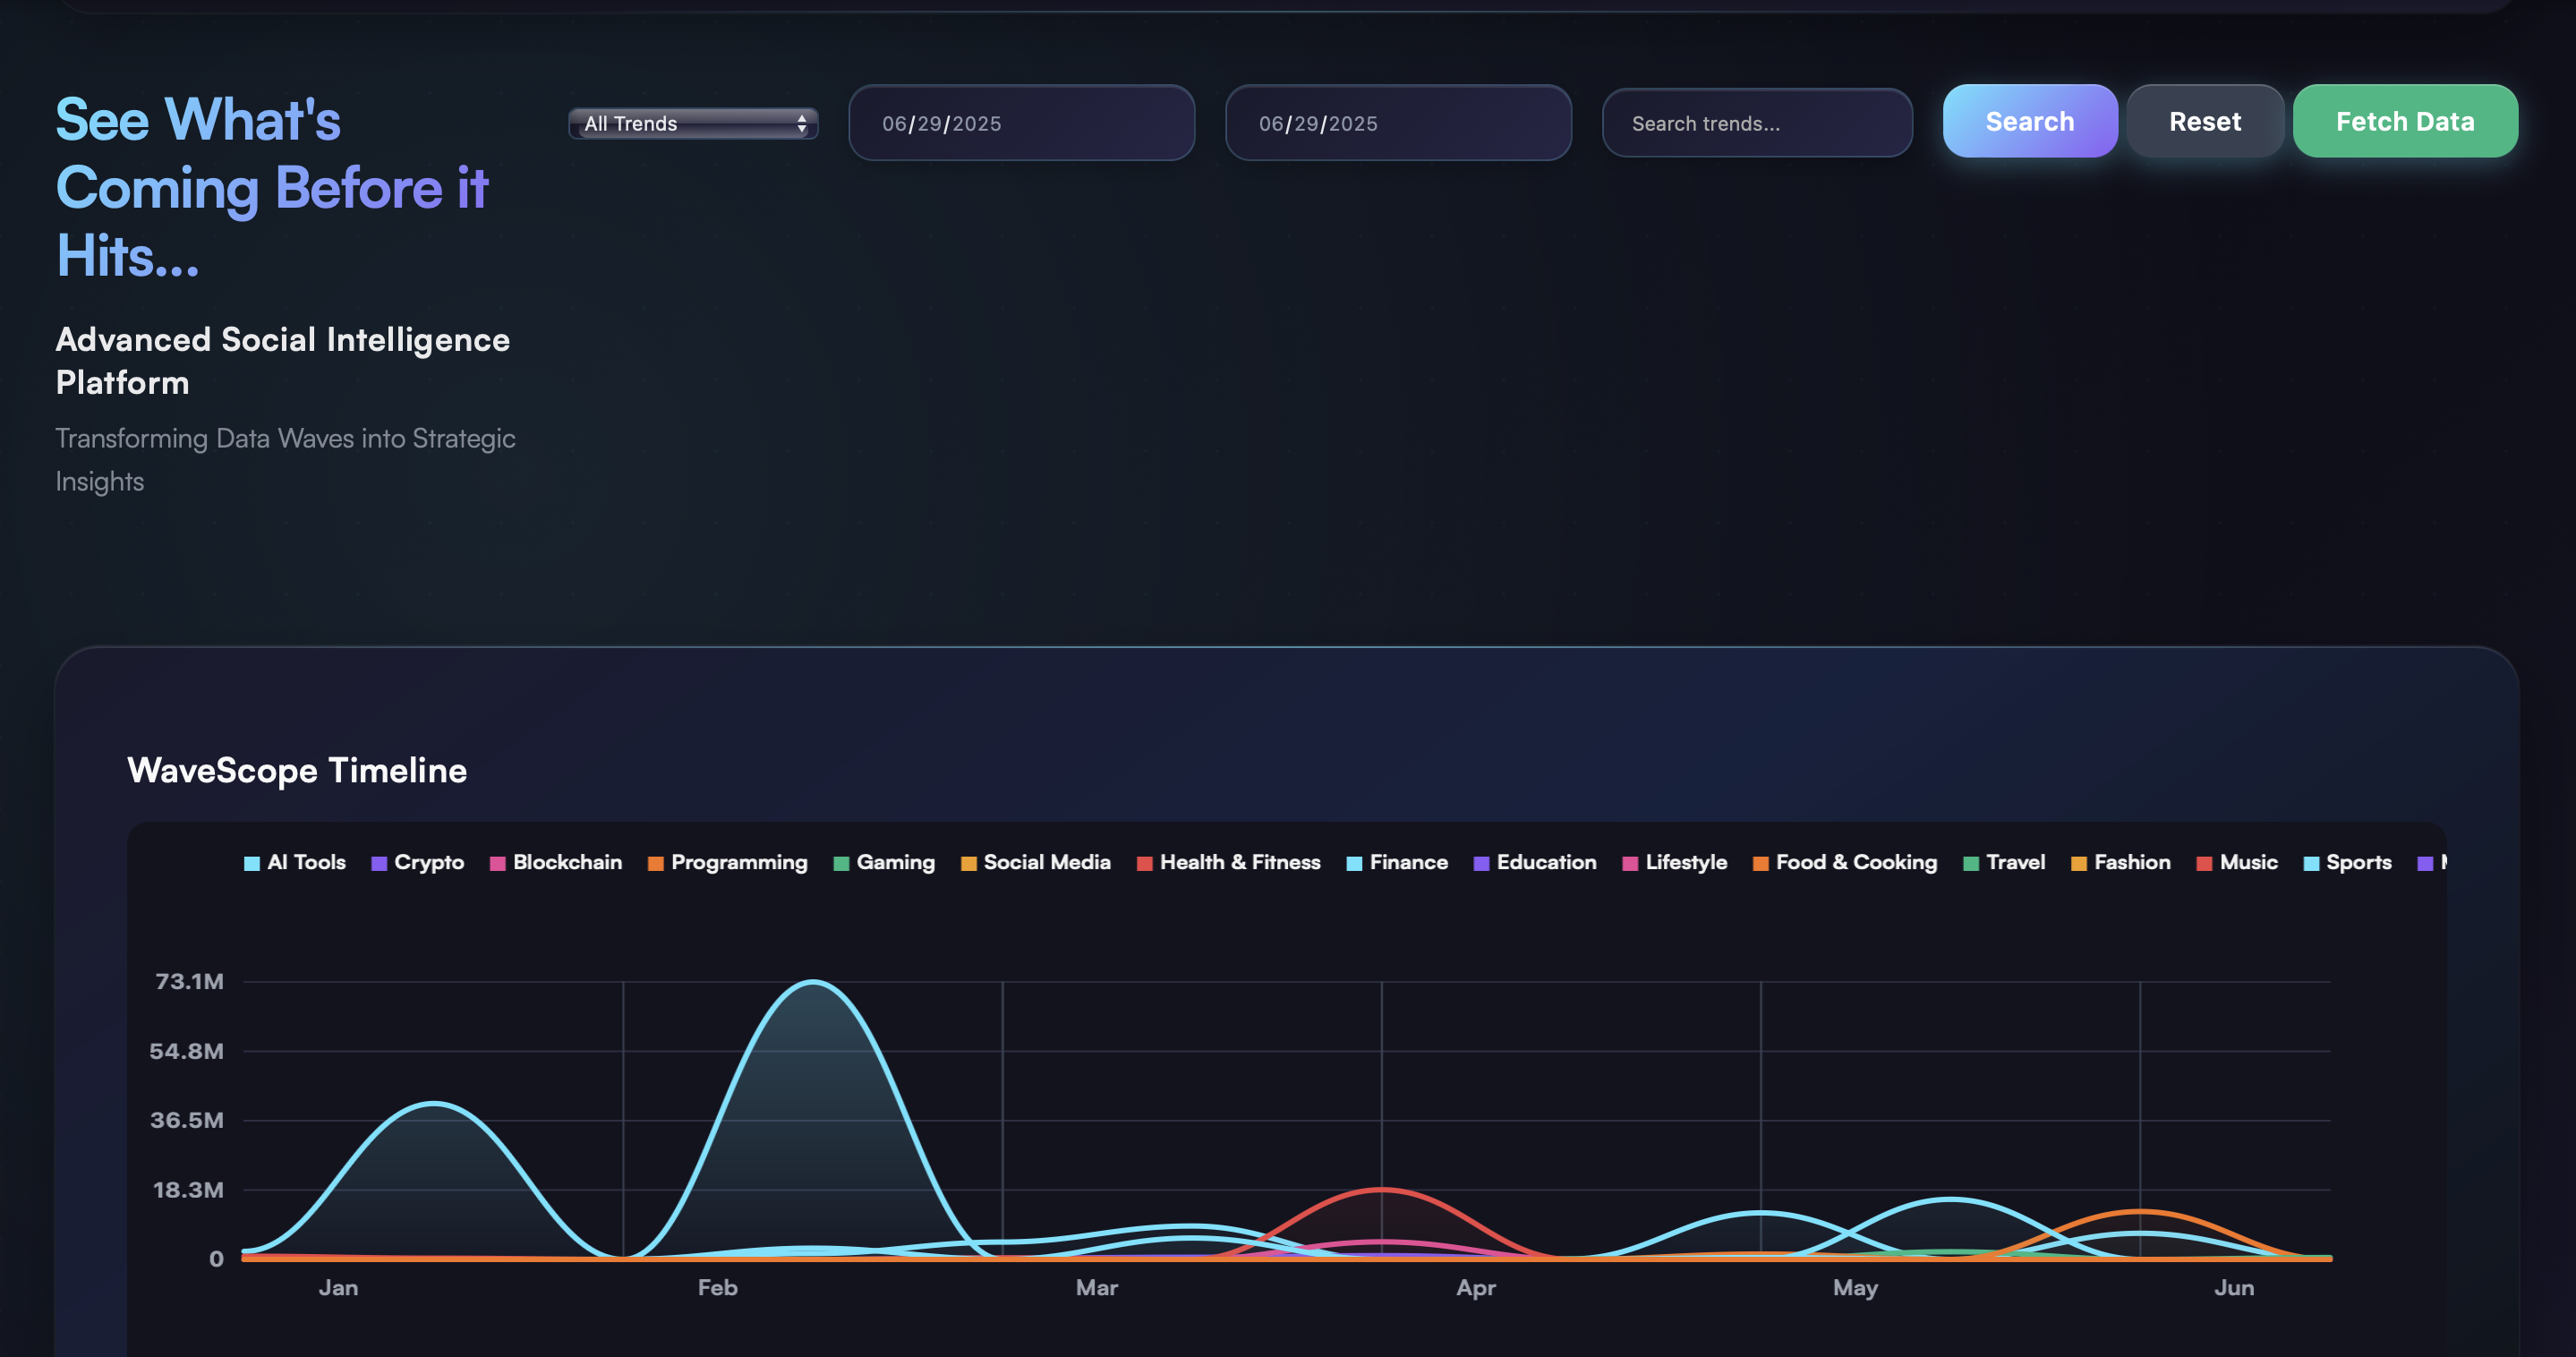 See What's
Coming Before it
Hits...
Advanced Social Intelligence
Platform
Transforming Data Waves into Strategic
Insights
All Trends
06/29/2025
06/29/2025
Search trends...
Search
Reset
Fetch Data
WaveScope Timeline
AI Tools Crypto Blockchain Programming Gaming Social Media Health & Fitness Finance Education Lifestyle Food & Cooking Travel Fashion Music Sports
73.1M
54.8M
36.5M
18.3M
0
Jan Feb Mar Apr May Jun